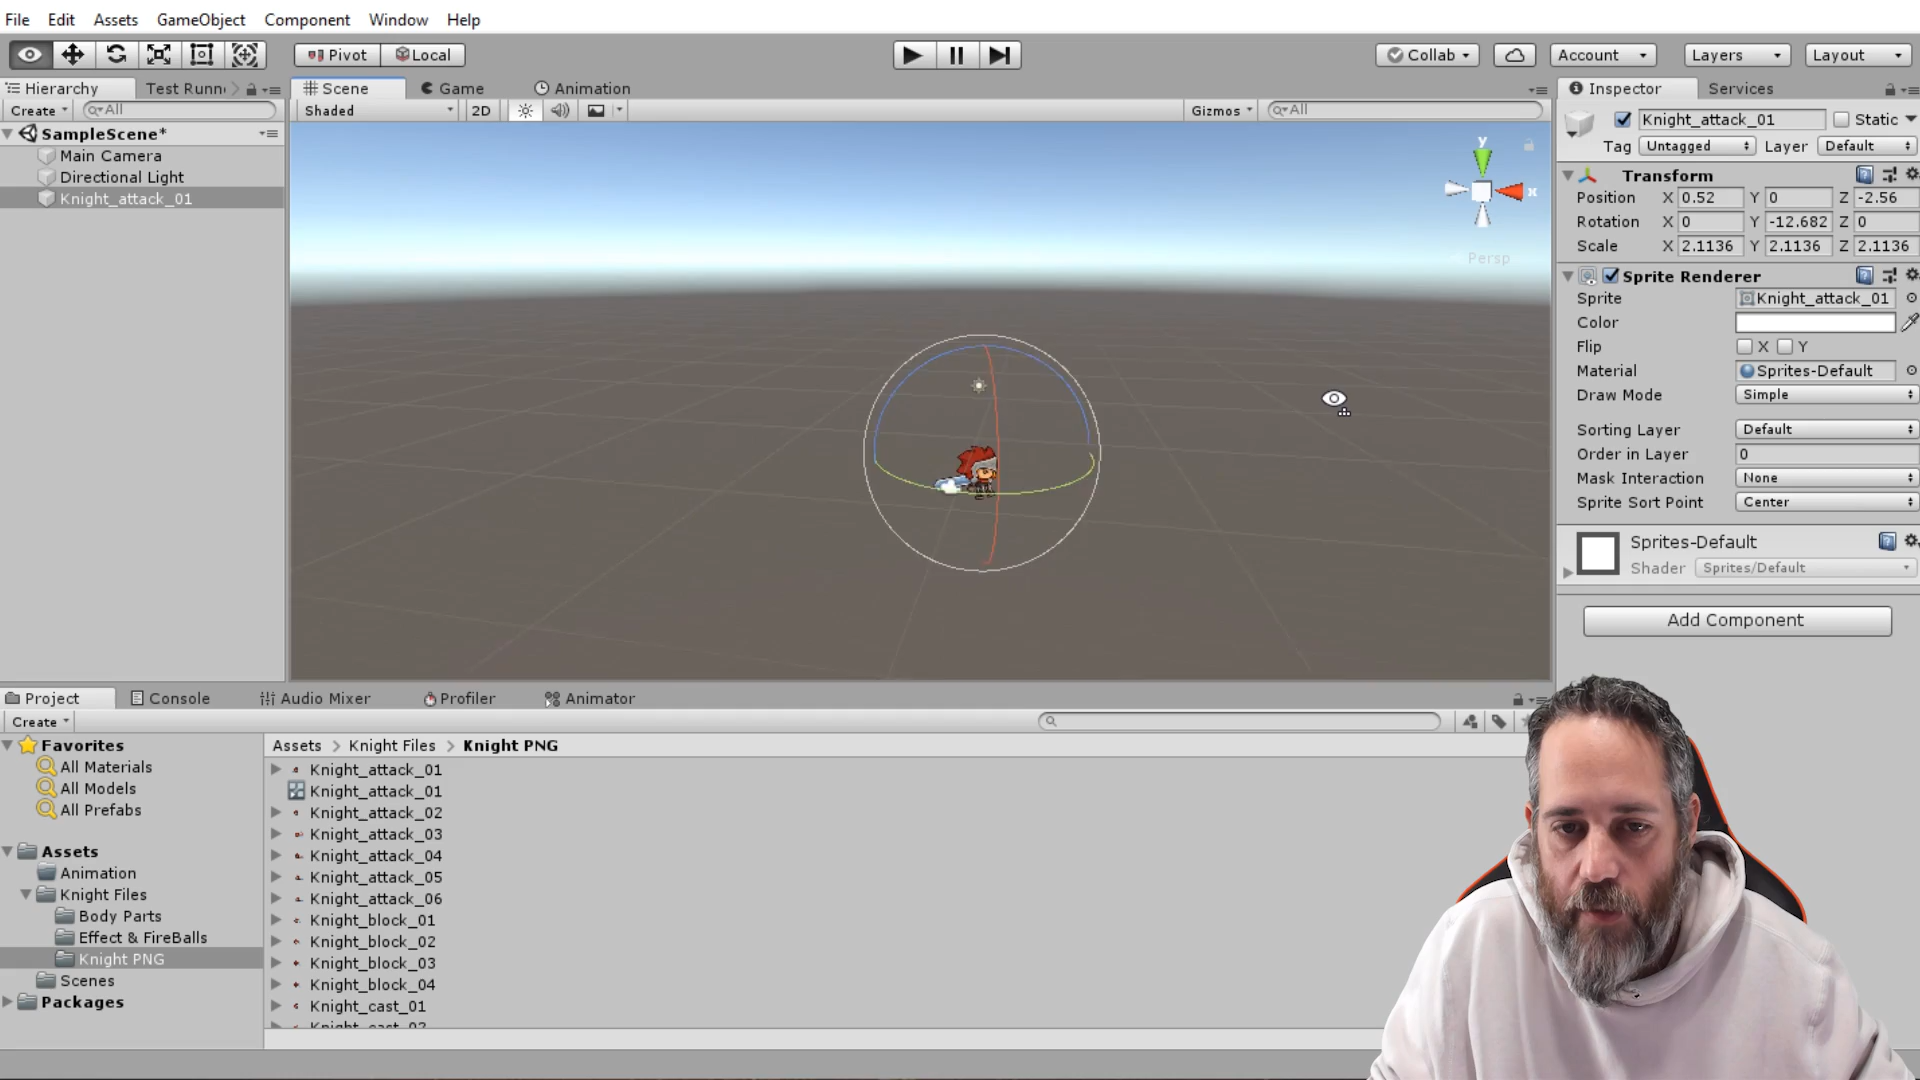 File Edit Assets GameObject Component Window Help
Pivot Local Collab Account Layers Layout
Hierarchy Test Runn Scene Game Animation Inspector Services
Create All Shaded 2D Gizmos All
SampleScene*
Main Camera
Directional Light
Knight_attack_01
y
x
Persp
Knight_attack_01 Static
Tag Untagged Layer Default
Transform
Position X 0.52 Y 0 Z -2.56
Rotation X 0 Y -12.682 Z 0
Scale X 2.1136 Y 2.1136 Z 2.1136
Sprite Renderer
Sprite Knight_attack_01
Color
Flip X Y
Material Sprites-Default
Draw Mode Simple
Sorting Layer Default
Order in Layer 0
Mask Interaction None
Sprite Sort Point Center
Sprites-Default
Shader Sprites/Default
Add Component
Project Console Audio Mixer Profiler Animator
Create
Favorites
All Materials
All Models
All Prefabs
Assets
Animation
Knight Files
Body Parts
Effect & FireBalls
Knight PNG
Scenes
Packages
Assets > Knight Files > Knight PNG
Knight_attack_01
Knight_attack_01
Knight_attack_02
Knight_attack_03
Knight_attack_04
Knight_attack_05
Knight_attack_06
Knight_block_01
Knight_block_02
Knight_block_03
Knight_block_04
Knight_cast_01
Knight_cast_02